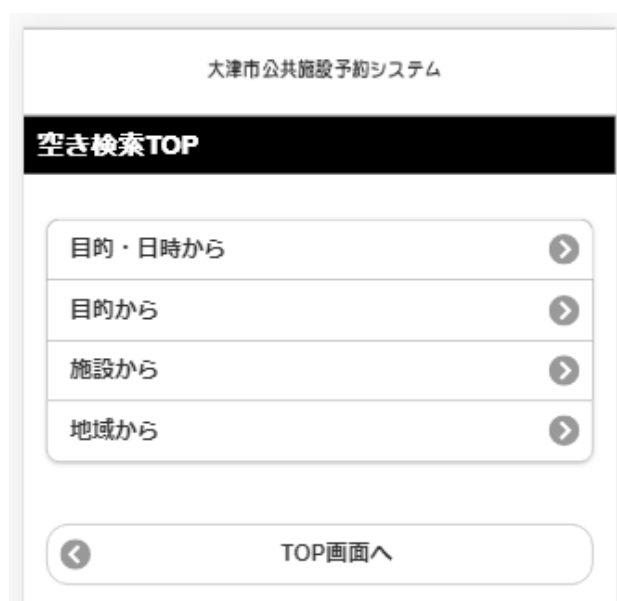 大津市公共施設予約システム
空き検索TOP
目的・日時から
目的から
施設から
地域から
TOP画面へ